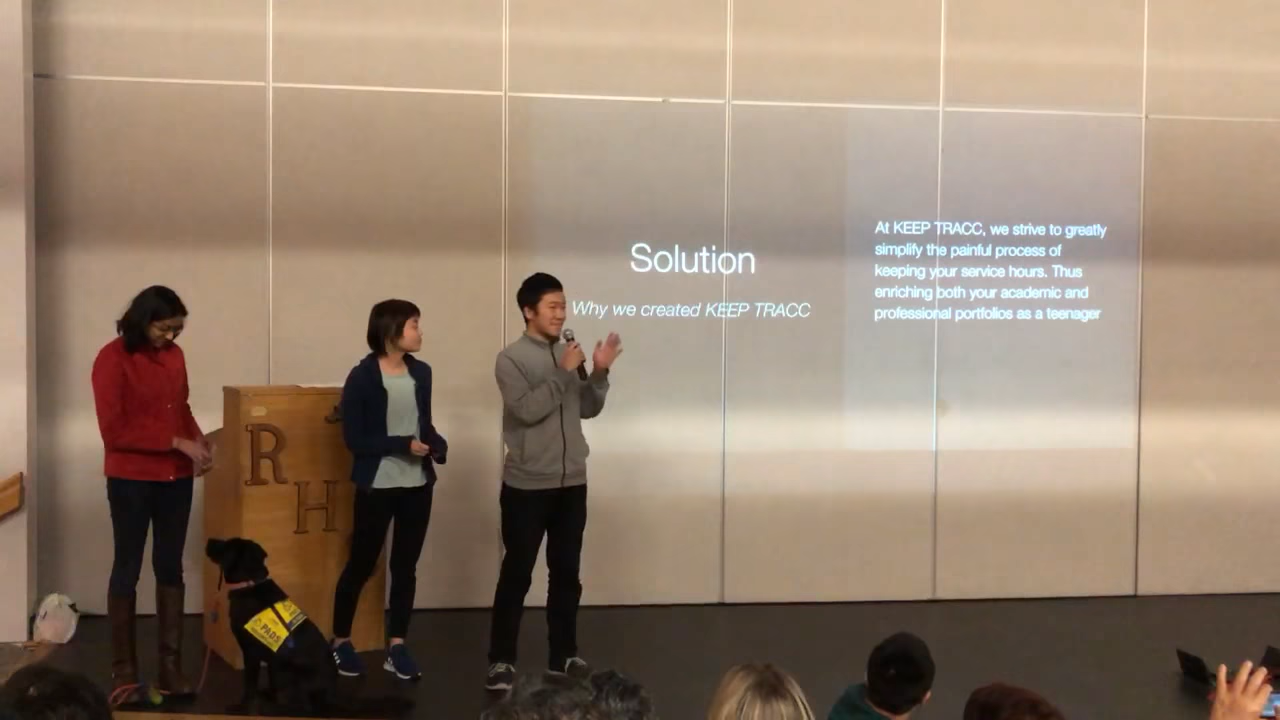 Solution
Why we created KEEP TRACC
At KEEP TRACC, we strive to greatly
simplify the painful process of
keeping your service hours. Thus
enriching both your academic and
professional portfolios as a teenager
R
H
PADS